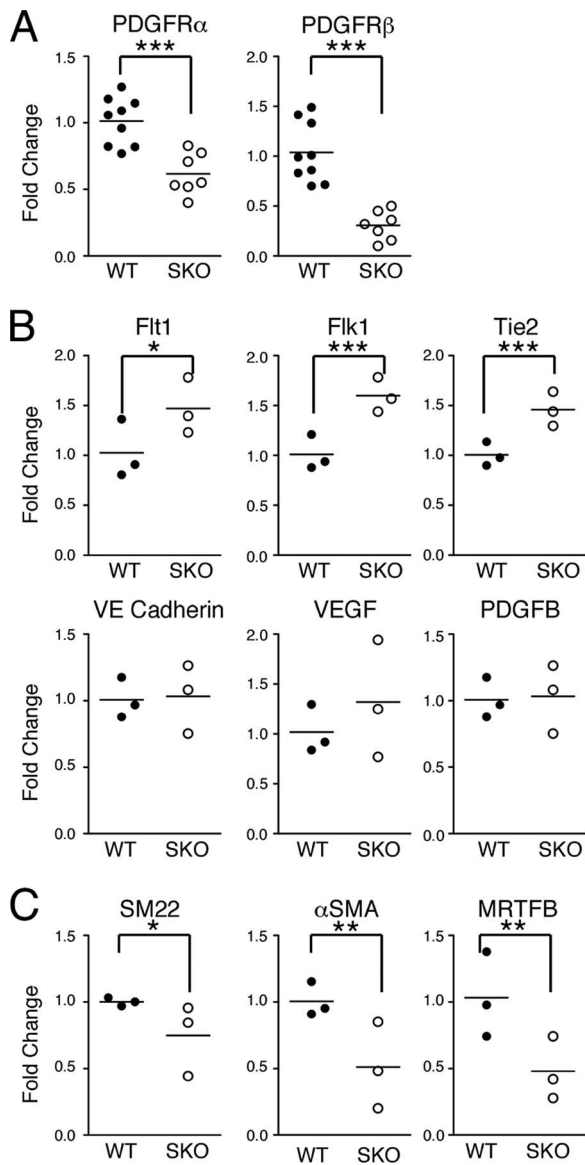 A
PDGFRα PDGFRβ
*** ***
Fold Change
1.5 1.0 0.5 0.0
2.0 1.5 1.0 0.5 0.0
WT SKO WT SKO
B
Flt1 Flk1 Tie2
* *** ***
Fold Change
2.0 1.5 1.0 0.5 0.0
2.0 1.5 1.0 0.5 0.0
2.0 1.5 1.0 0.5 0.0
WT SKO WT SKO WT SKO
VE Cadherin VEGF PDGFB
Fold Change
1.5 1.0 0.5 0.0
2.0 1.5 1.0 0.5 0.0
1.5 1.0 0.5 0.0
WT SKO WT SKO WT SKO
C
SM22 αSMA MRTFB
* ** **
Fold Change
1.5 1.0 0.5 0.0
1.5 1.0 0.5 0.0
1.5 1.0 0.5 0.0
WT SKO WT SKO WT SKO